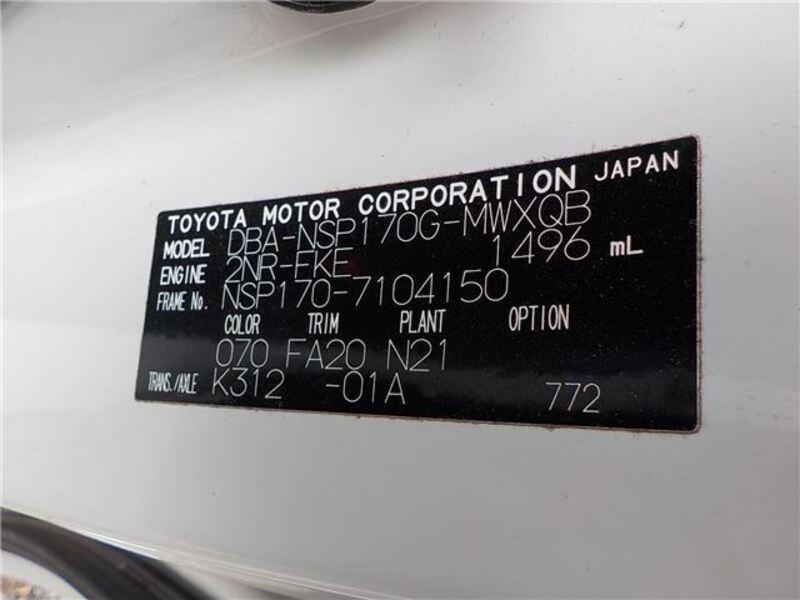 TOYOTA MOTOR CORPORATION JAPAN
MODEL DBA-NSP170G-MWXQB
ENGINE 2NR-FKE 1496 mL
FRAME No. NSP170-7104150
COLOR TRIM PLANT OPTION
070 FA20 N21
TRANS./AXLE K312 -01A 772